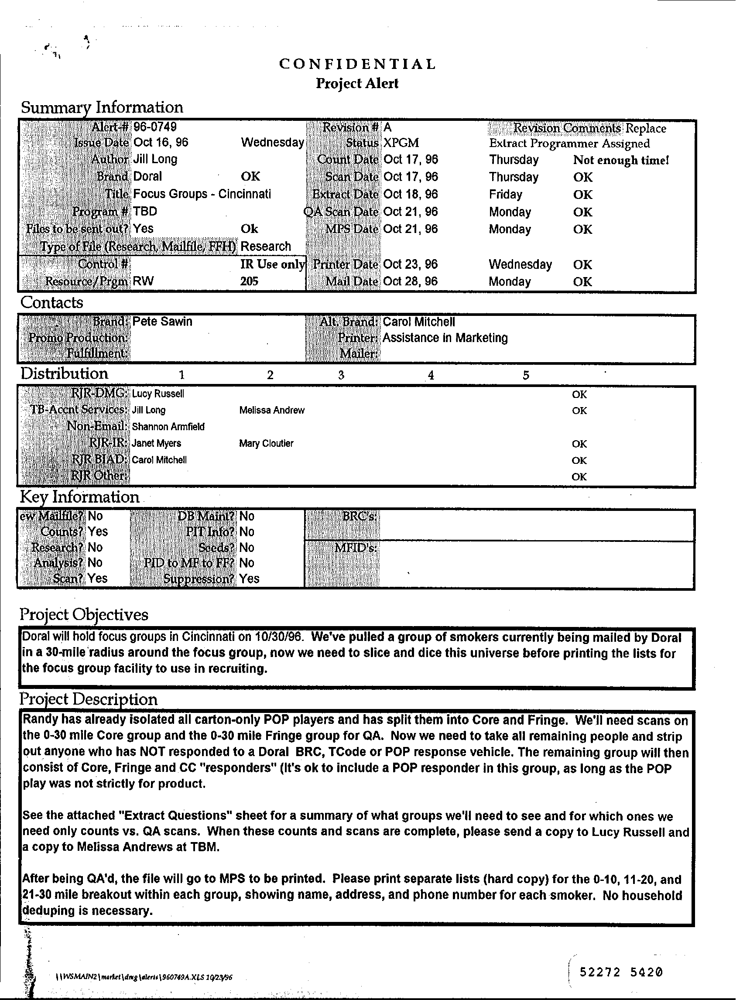 CONFIDENTIAL
Project Alert
Summary Information
Alert-# 96-0749 Revision # A Revision Comments Replace
Issue Date Oct 16, 96 Wednesday Status XPGM Extract Programmer Assigned
Author Jill Long Count Date Oct 17, 96 Thursday Not enough time!
Brand Doral OK Scan Date Oct 17, 96 Thursday OK
Title Focus Groups - Cincinnati Extract Date Oct 18, 96 Friday OK
Program # TBD QA Scan Date Oct 21, 96 Monday OK
Files to be sent out? Yes Ok MPS Date Oct 21, 96 Monday OK
Type of File (Research, Mailfile, FFH) Research
Control # IR Use only Printer Date Oct 23, 96 Wednesday OK
Resource/Prgm RW 205 Mail Date Oct 28, 96 Monday OK
Contacts
Brand: Pete Sawin Alt. Brand: Carol Mitchell
Promo Production: Printer: Assistance in Marketing
Fulfillment: Mailer:
Distribution 1 2 3 4 5
RJR-DMG: Lucy Russell OK
TB-Accnt Services: Jill Long Melissa Andrew OK
Non-Email: Shannon Armfield
RJR-IR: Janet Myers Mary Cloutier OK
RJR BIAD: Carol Mitchell OK
RJR Other: OK
Key Information
ew Mailfile? No DB Maint? No BRC's:
Counts? Yes PIT Info? No
Research? No Seeds? No MFID's:
Analysis? No PID to MF to FF? No
Scan? Yes Suppression? Yes
Project Objectives
Doral will hold focus groups in Cincinnati on 10/30/96. We've pulled a group of smokers currently being mailed by Doral
in a 30-mile radius around the focus group, now we need to slice and dice this universe before printing the lists for
the focus group facility to use in recruiting.
Project Description
Randy has already isolated all carton-only POP players and has split them into Core and Fringe. We'll need scans on
the 0-30 mile Core group and the 0-30 mile Fringe group for QA. Now we need to take all remaining people and strip
out anyone who has NOT responded to a Doral BRC, TCode or POP response vehicle. The remaining group will then
consist of Core, Fringe and CC "responders" (It's ok to include a POP responder in this group, as long as the POP
play was not strictly for product.
See the attached "Extract Questions" sheet for a summary of what groups we'll need to see and for which ones we
need only counts vs. QA scans. When these counts and scans are complete, please send a copy to Lucy Russell and
a copy to Melissa Andrews at TBM.
After being QA'd, the file will go to MPS to be printed. Please print separate lists (hard copy) for the 0-10, 11-20, and
21-30 mile breakout within each group, showing name, address, and phone number for each smoker. No household
deduping is necessary.
\\WSMAIN2\market\dmg\alerts\960749A.XLS 10/23/96
52272 5420